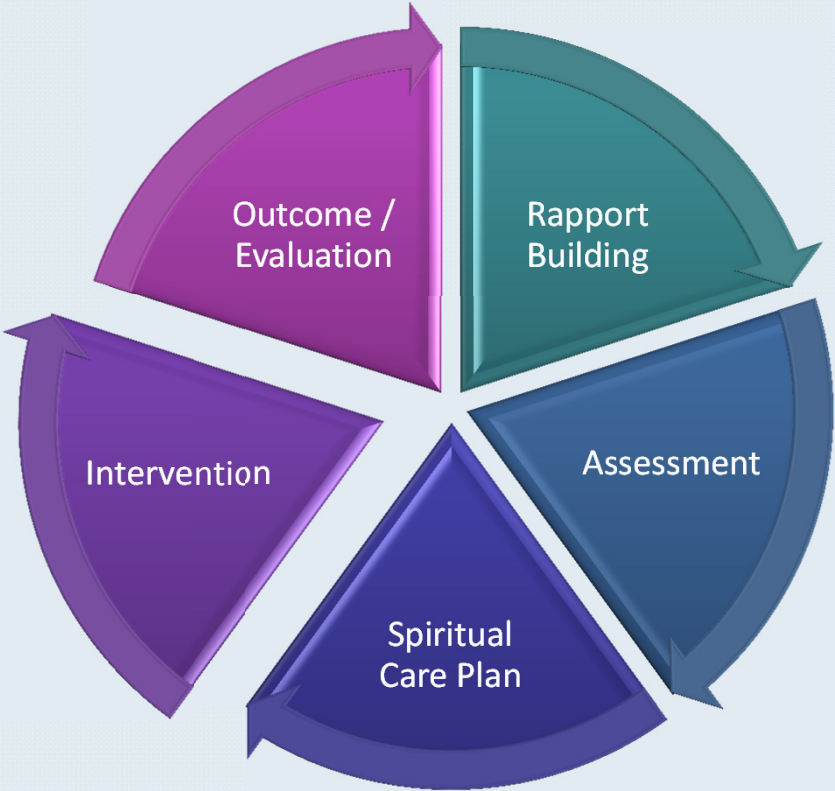 Outcome /
Evaluation
Rapport
Building
Intervention
Assessment
Spiritual
Care Plan